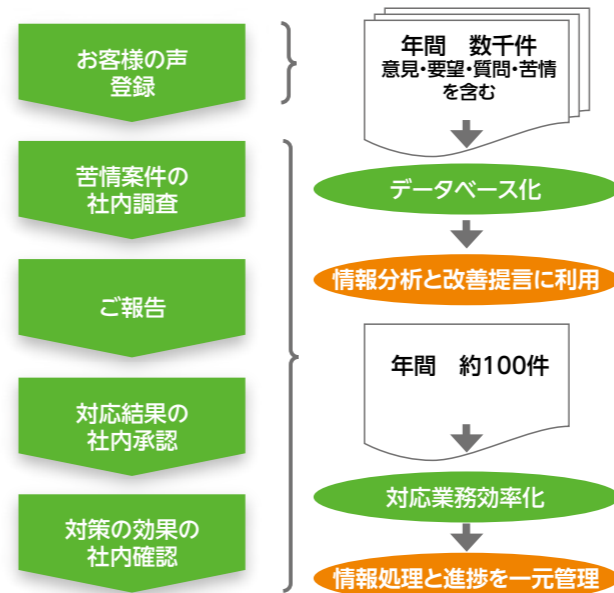 お客様の声
登録
苦情案件の
社内調査
ご報告
対応結果の
社内承認
対策の効果の
社内確認
年間　数千件
意見・要望・質問・苦情
を含む
データベース化
情報分析と改善提言に利用
年間　約100件
対応業務効率化
情報処理と進捗を一元管理